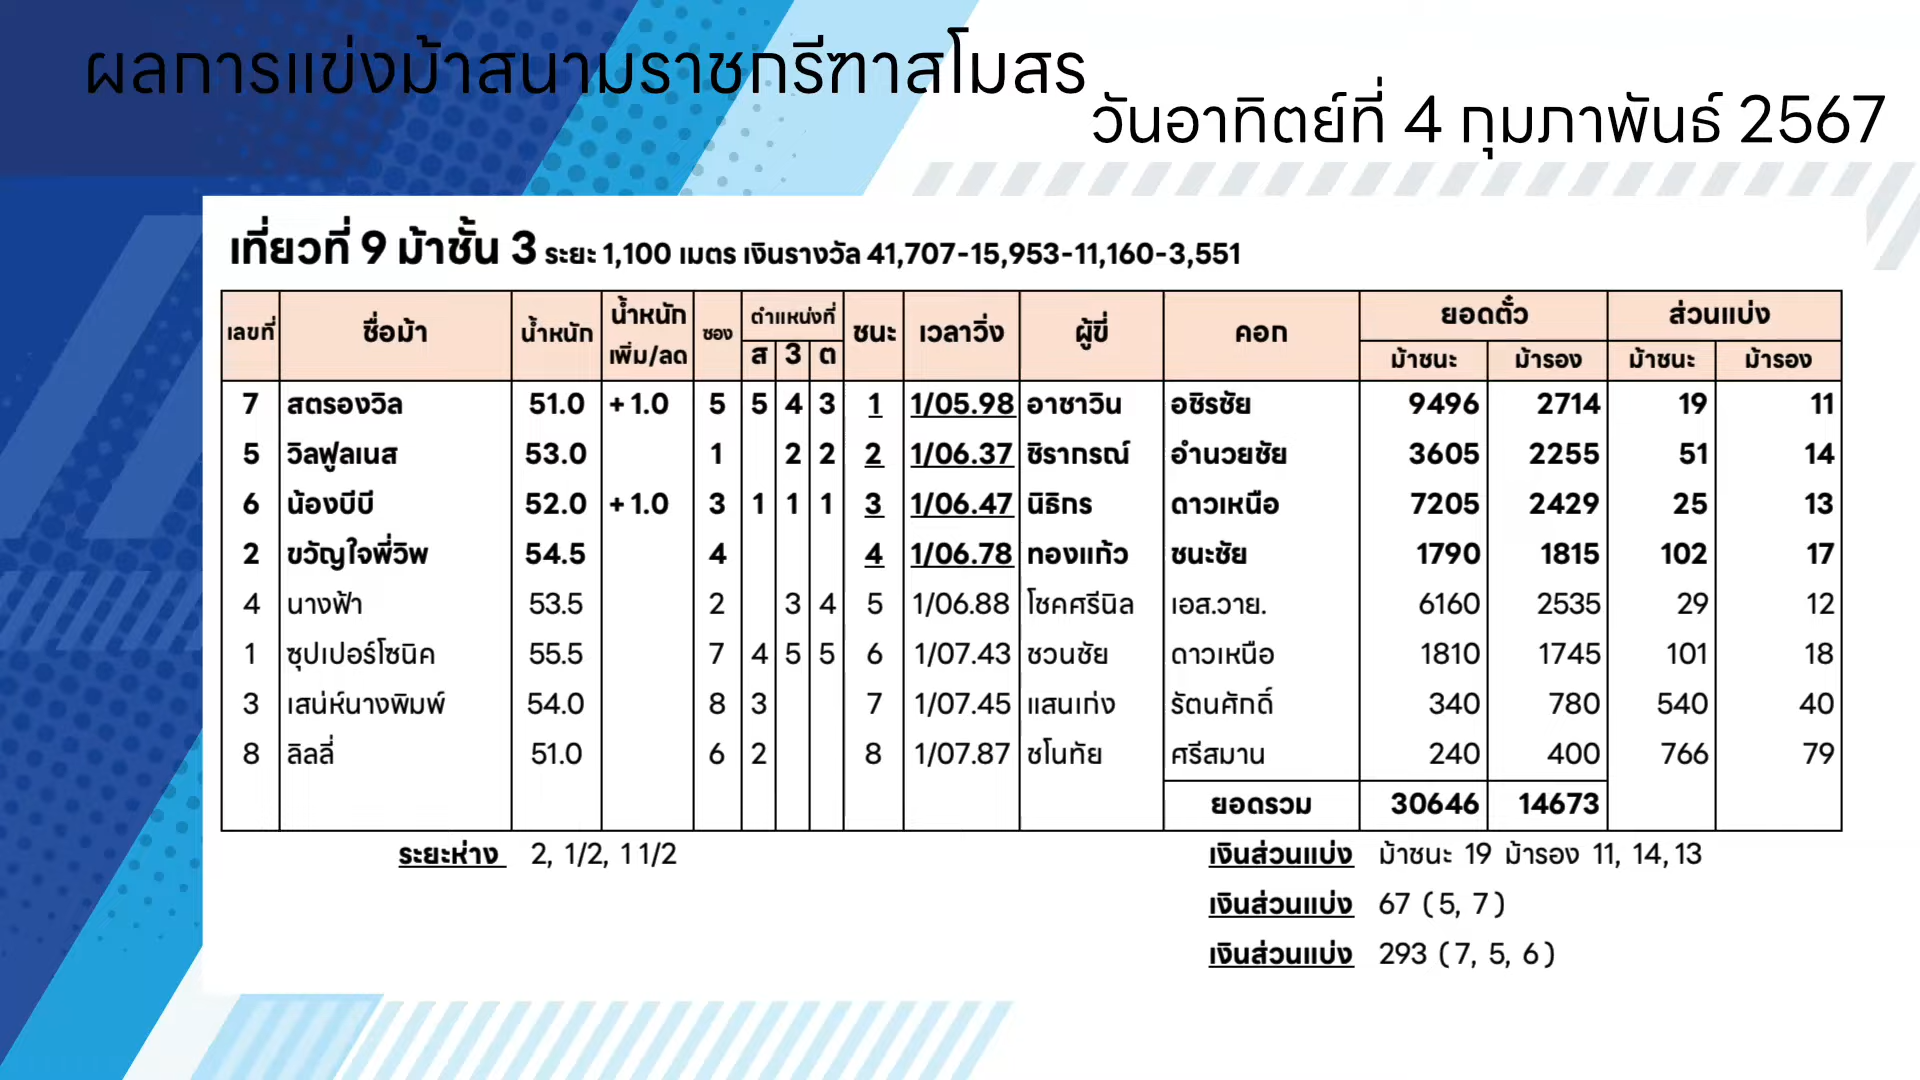 ผลการแข่งม้าสนามราชกรีฑาสโมสร
วันอาทิตย์ที่ 4 กุมภาพันธ์ 2567
เที่ยวที่ 9 ม้าชั้น 3 ระยะ 1,100 เมตร เงินรางวัล 41,707-15,953-11,160-3,551
เลขที่ ชื่อม้า น้ำหนัก น้ำหนัก เพิ่ม/ลด ซอง ตำแหน่งที่ ส 3 ต ชนะ เวลาวิ่ง ผู้ขี่ คอก ยอดตั๋ว ม้าชนะ ม้ารอง ส่วนแบ่ง ม้าชนะ ม้ารอง
7 สตรองวิล 51.0 +1.0 5 5 4 3 1 1/05.98 อาชาวิน อชิรชัย 9496 2714 19 11
5 วิลฟูลเนส 53.0 1 2 2 2 1/06.37 ชิรากรณ์ อำนวยชัย 3605 2255 51 14
6 น้องบีบี 52.0 +1.0 3 1 1 1 3 1/06.47 นิธิกร ดาวเหนือ 7205 2429 25 13
2 ขวัญใจพี่วิพ 54.5 4 4 1/06.78 ทองแก้ว ชนะชัย 1790 1815 102 17
4 นางฟ้า 53.5 2 3 4 5 1/06.88 โชคศรีนิล เอส.วาย. 6160 2535 29 12
1 ซุปเปอร์โซนิค 55.5 7 4 5 5 6 1/07.43 ชวนชัย ดาวเหนือ 1810 1745 101 18
3 เสน่ห์นางพิมพ์ 54.0 8 3 7 1/07.45 แสนเก่ง รัตนศักดิ์ 340 780 540 40
8 ลิลลี่ 51.0 6 2 8 1/07.87 ชโนทัย ศรีสมาน 240 400 766 79
ยอดรวม 30646 14673
ระยะห่าง 2, 1/2, 1 1/2
เงินส่วนแบ่ง ม้าชนะ 19 ม้ารอง 11, 14, 13
เงินส่วนแบ่ง 67 (5, 7)
เงินส่วนแบ่ง 293 (7, 5, 6)